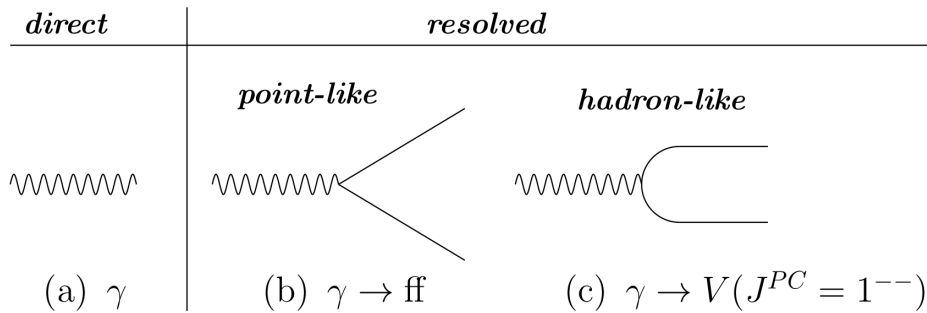 direct resolved
point-like hadron-like
(a) γ (b) γ → ff (c) γ → V(J^{PC} = 1^{−−})